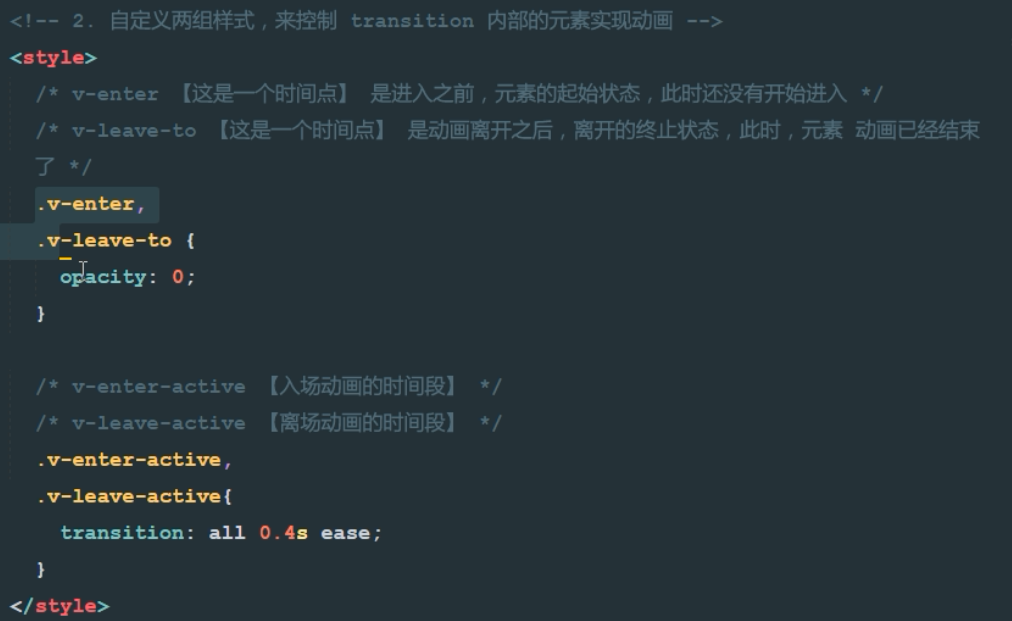 <!-- 2. 自定义两组样式，来控制 transition 内部的元素实现动画 -->
<style>
/* v-enter 【这是一个时间点】 是进入之前，元素的起始状态，此时还没有开始进入 */
/* v-leave-to 【这是一个时间点】 是动画离开之后，离开的终止状态，此时，元素 动画已经结束
了 */
.v-enter,
.v-leave-to {
opacity: 0;
}
/* v-enter-active 【入场动画的时间段】 */
/* v-leave-active 【离场动画的时间段】 */
.v-enter-active,
.v-leave-active{
transition: all 0.4s ease;
}
</style>